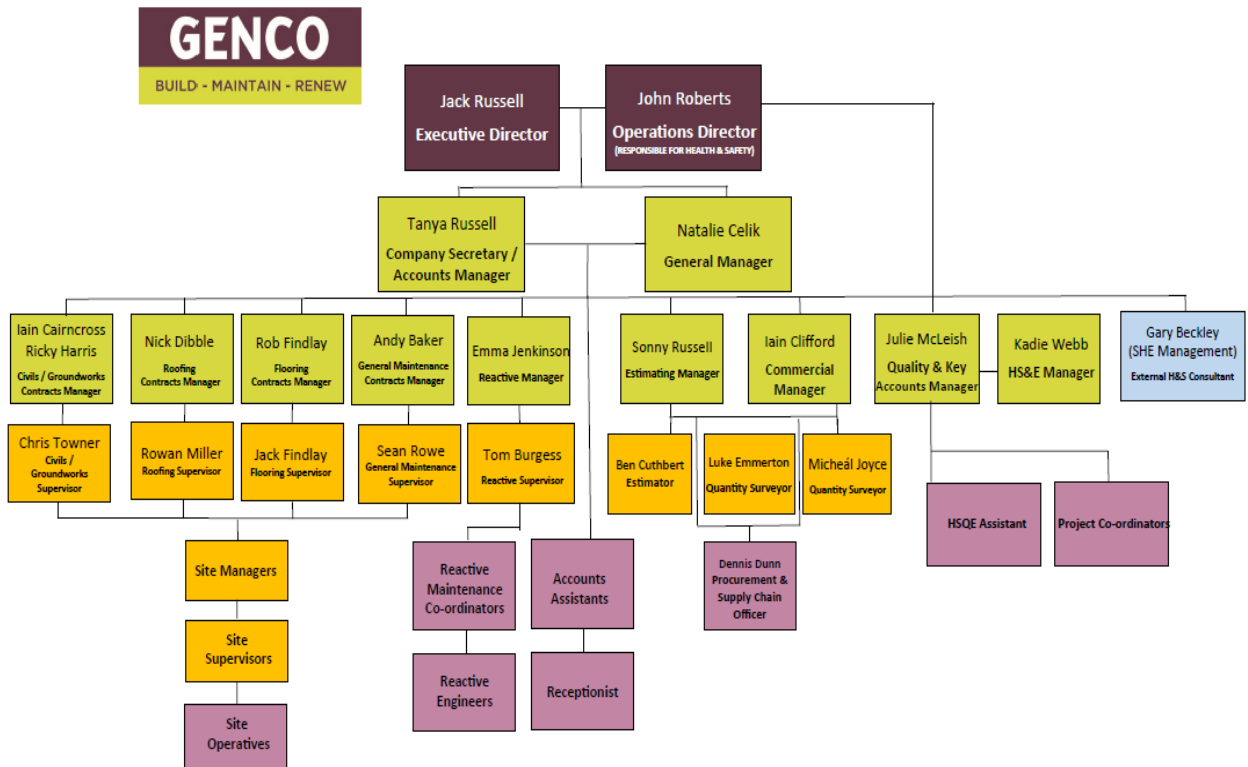 GENCO
BUILD - MAINTAIN - RENEW
Jack Russell
Executive Director
John Roberts
Operations Director
(RESPONSIBLE FOR HEALTH & SAFETY)
Tanya Russell
Company Secretary /
Accounts Manager
Natalie Celik
General Manager
Iain Cairncross
Ricky Harris
Civils / Groundworks
Contracts Manager
Nick Dibble
Roofing
Contracts Manager
Rob Findlay
Flooring
Contracts Manager
Andy Baker
General Maintenance
Contracts Manager
Emma Jenkinson
Reactive Manager
Sonny Russell
Estimating Manager
Iain Clifford
Commercial
Manager
Julie McLeish
Quality & Key
Accounts Manager
Kadie Webb
HS&E Manager
Gary Beckley
(SHE Management)
External H&S Consultant
Chris Towner
Civils /
Groundworks
Supervisor
Rowan Miller
Roofing Supervisor
Jack Findlay
Flooring Supervisor
Sean Rowe
General Maintenance
Supervisor
Tom Burgess
Reactive Supervisor
Ben Cuthbert
Estimator
Luke Emmerton
Quantity Surveyor
Micheál Joyce
Quantity Surveyor
HSQE Assistant
Project Co-ordinators
Site Managers
Reactive
Maintenance
Co-ordinators
Accounts
Assistants
Dennis Dunn
Procurement &
Supply Chain
Officer
Site
Supervisors
Reactive
Engineers
Receptionist
Site
Operatives